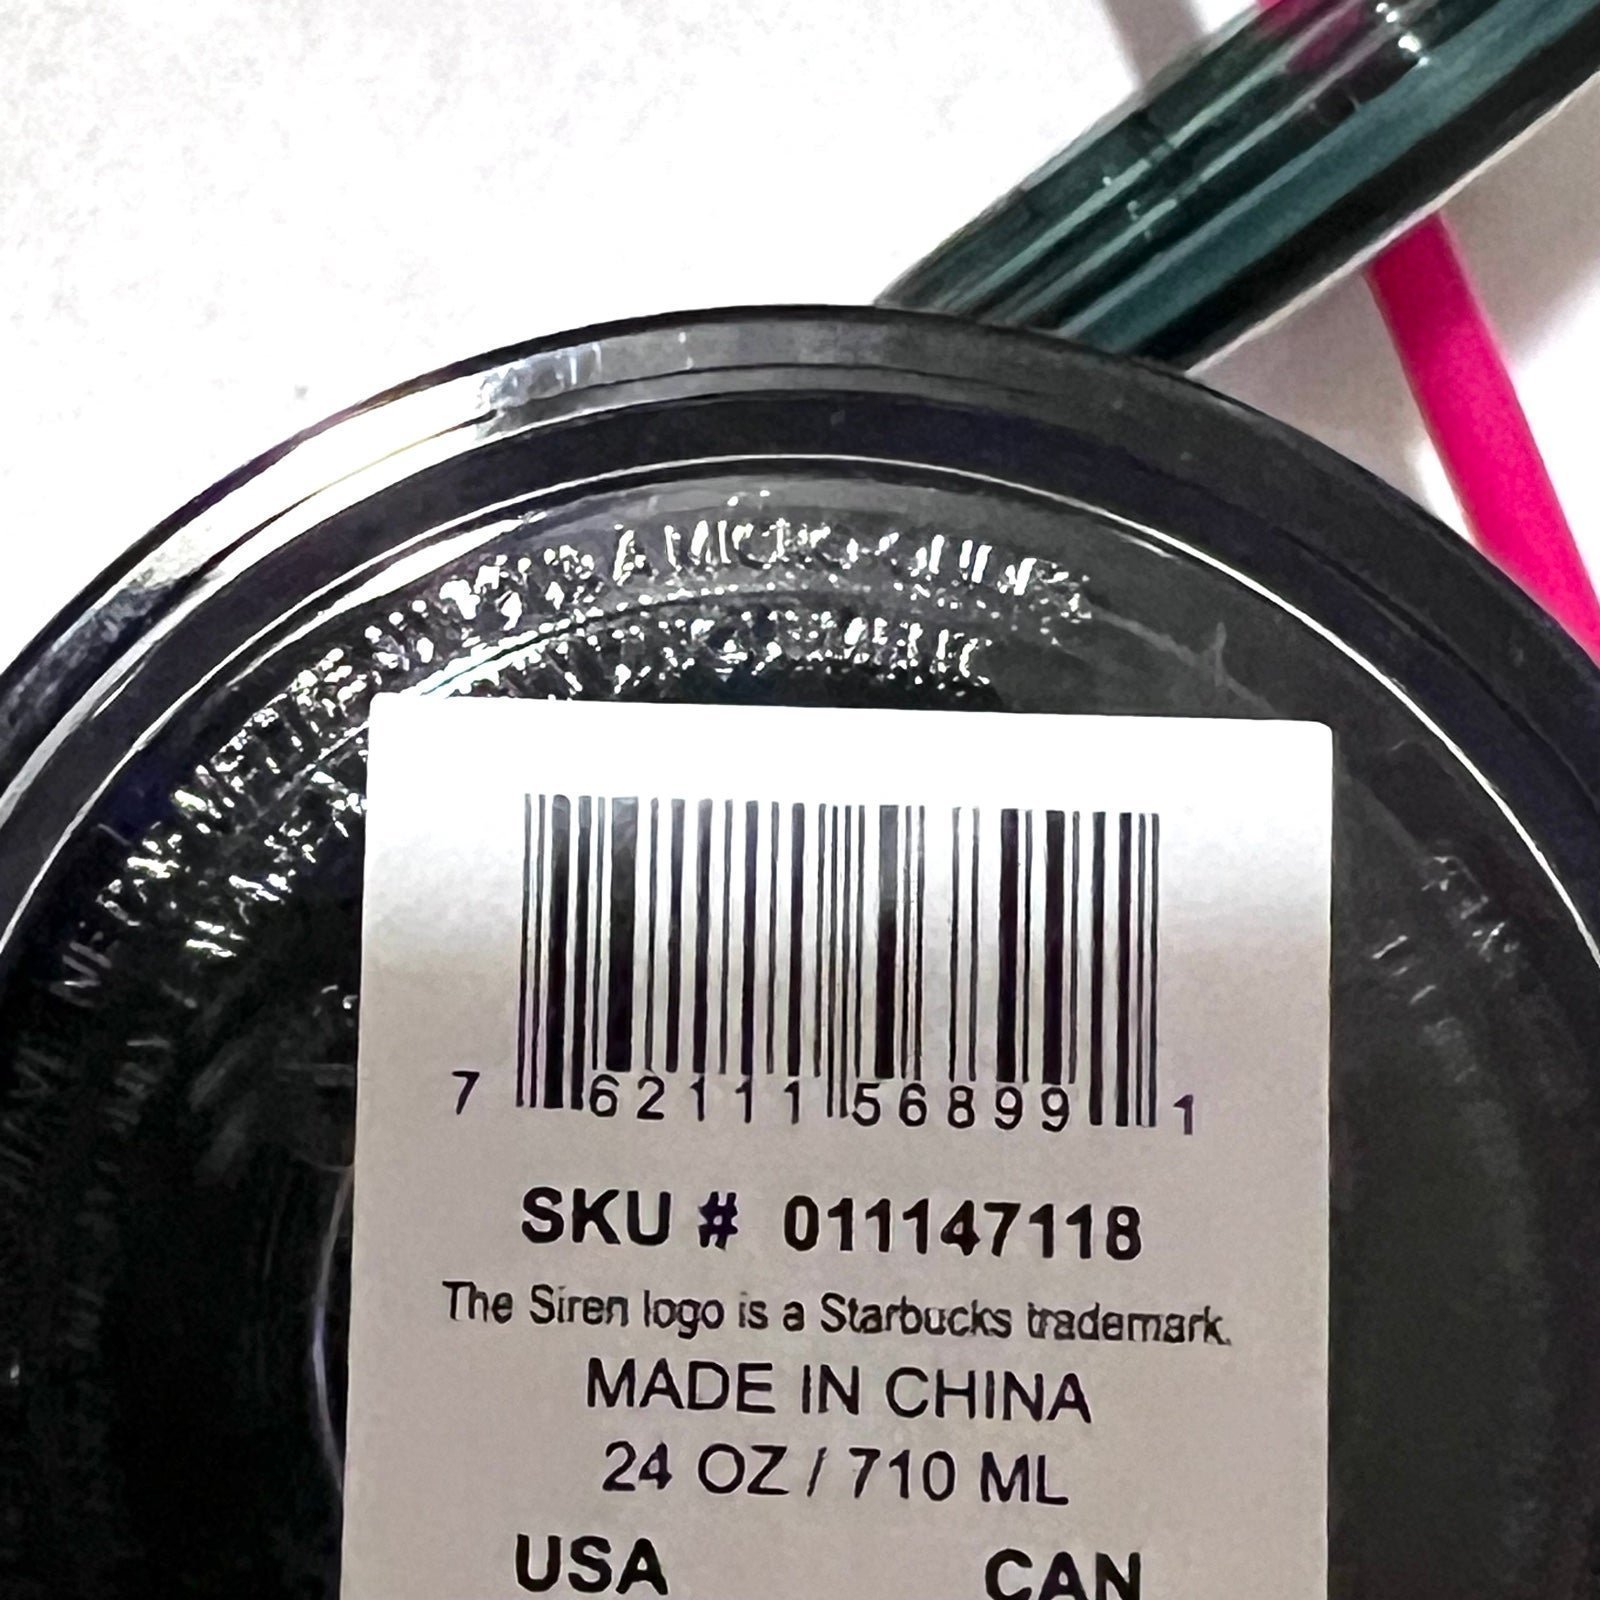 7 62111 56899 1
SKU # 011147118
The Siren logo is a Starbucks trademark.
MADE IN CHINA
24 OZ / 710 ML
USA CAN